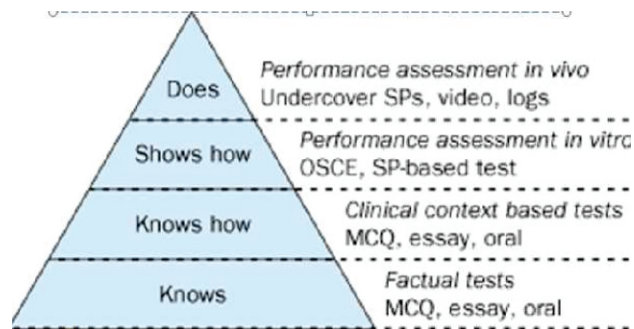 Does
Performance assessment in vivo
Undercover SPs, video, logs
Shows how
Performance assessment in vitro
OSCE, SP-based test
Knows how
Clinical context based tests
MCQ, essay, oral
Knows
Factual tests
MCQ, essay, oral